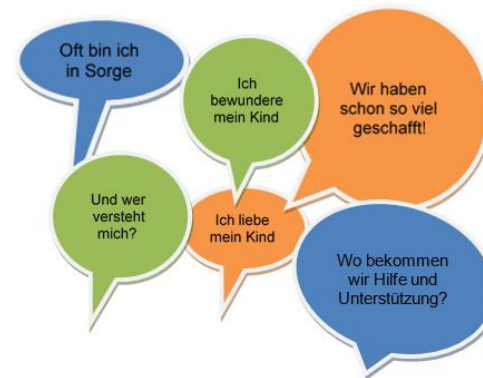 Oft bin ich
in Sorge
Ich
bewundere
mein Kind
Wir haben
schon so viel
geschafft!
Und wer
versteht
mich?
Ich liebe
mein Kind
Wo bekommen
wir Hilfe und
Unterstützung?